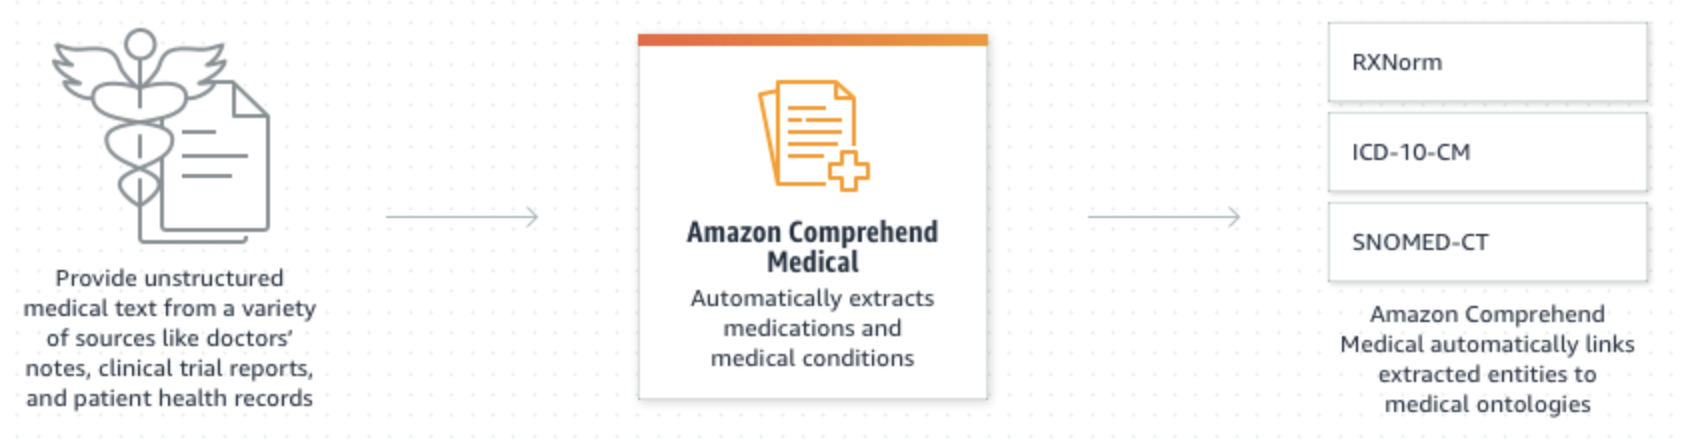 Provide unstructured
medical text from a variety
of sources like doctors’
notes, clinical trial reports,
and patient health records
Amazon Comprehend
Medical
Automatically extracts
medications and
medical conditions
RXNorm
ICD-10-CM
SNOMED-CT
Amazon Comprehend
Medical automatically links
extracted entities to
medical ontologies